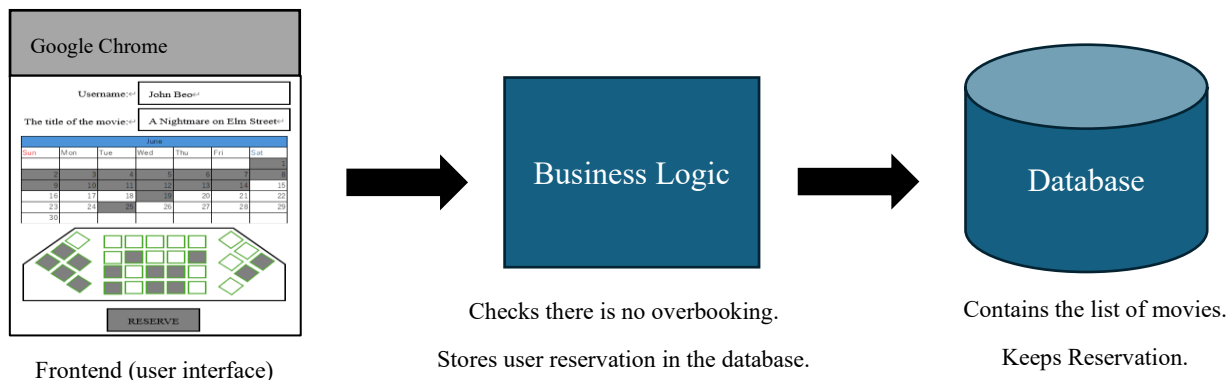 Google Chrome
Username:↵
John Beo↵
The title of the movie:↵
A Nightmare on Elm Street↵
June
Sun Mon Tue Wed Thu Fri Sat
1
2 3 4 5 6 7 8
9 10 11 12 13 14 15
16 17 18 19 20 21 22
23 24 25 26 27 28 29
30
RESERVE
Frontend (user interface)
Business Logic
Checks there is no overbooking.
Stores user reservation in the database.
Database
Contains the list of movies.
Keeps Reservation.